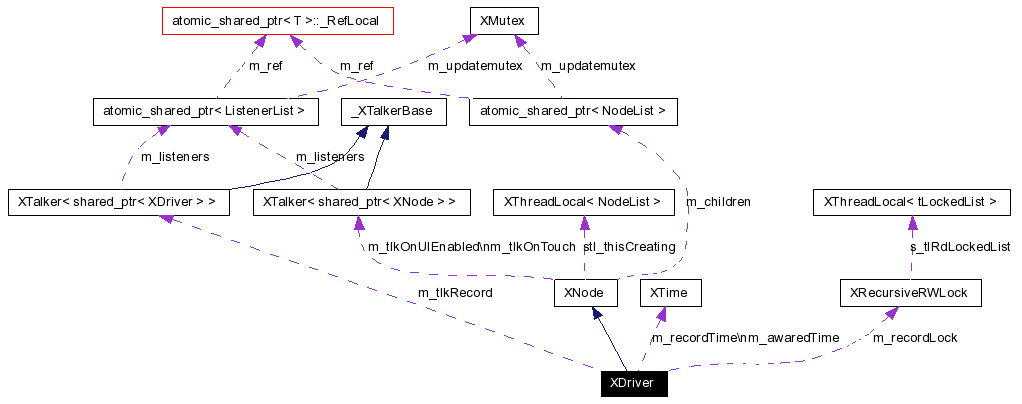 atomic_shared_ptr< T >::_RefLocal
XMutex
m_ref
m_ref
m_updatemutex
m_updatemutex
atomic_shared_ptr< ListenerList >
_XTalkerBase
atomic_shared_ptr< NodeList >
m_listeners
m_listeners
XTalker< shared_ptr< XDriver > >
XTalker< shared_ptr< XNode > >
XThreadLocal< NodeList >
m_children
XThreadLocal< tLockedList >
m_tlkOnUIEnabled\nm_tlkOnTouch
stl_thisCreating
s_tlRdLockedList
m_tlkRecord
XNode
XTime
XRecursiveRWLock
m_recordTime\nm_awaredTime
m_recordLock
XDriver